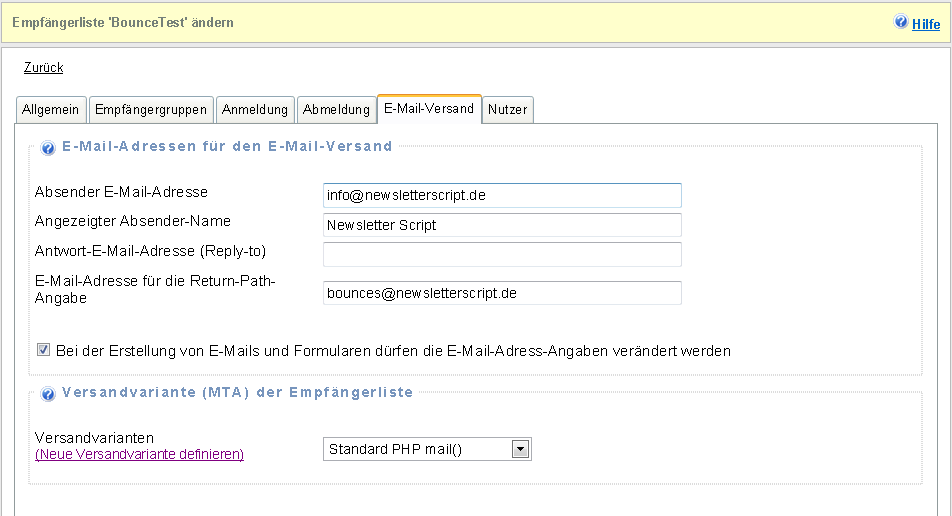 Empfängerliste 'BounceTest' ändern
Hilfe
Zurück
Allgemein
Empfängergruppen
Anmeldung
Abmeldung
E-Mail-Versand
Nutzer
E-Mail-Adressen für den E-Mail-Versand
Absender E-Mail-Adresse
info@newsletterscript.de
Angezeigter Absender-Name
Newsletter Script
Antwort-E-Mail-Adresse (Reply-to)
E-Mail-Adresse für die Return-Path-
Angabe
bounces@newsletterscript.de
Bei der Erstellung von E-Mails und Formularen dürfen die E-Mail-Adress-Angaben verändert werden
Versandvariante (MTA) der Empfängerliste
Versandvarianten
(Neue Versandvariante definieren)
Standard PHP mail()